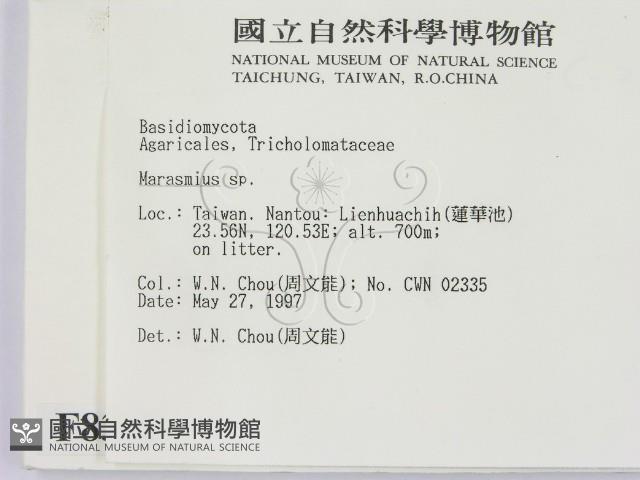 國立自然科學博物館
NATIONAL MUSEUM OF NATURAL SCIENCE
TAICHUNG, TAIWAN, R.O.CHINA
Basidiomycota
Agaricales, Tricholomataceae
Marasmius sp.
Loc.: Taiwan. Nantou: Lienhuachih(蓮華池)
23.56N, 120.53E; alt. 700m;
on litter.
Col.: W.N. Chou(周文能); No. CWN 02335
Date: May 27, 1997
Det.: W.N. Chou(周文能)
F8
國立自然科學博物館
NATIONAL MUSEUM OF NATURAL SCIENCE